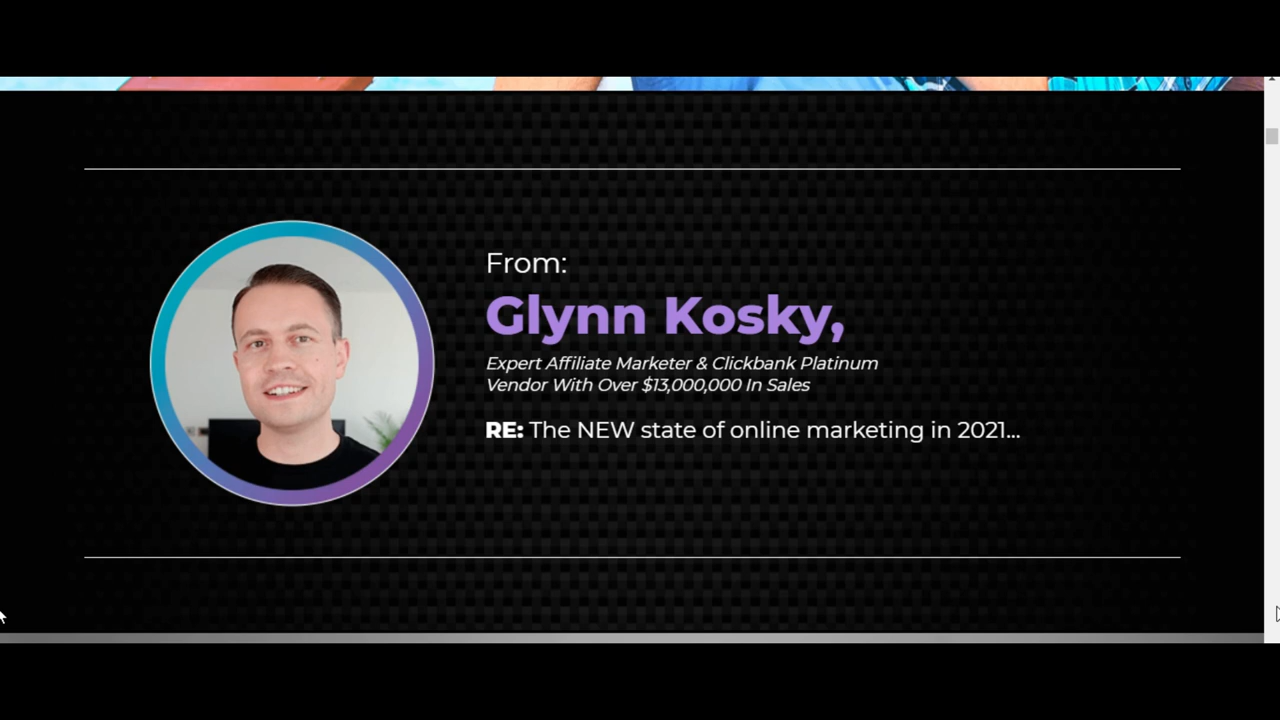 From:
Glynn Kosky,
Expert Affiliate Marketer & Clickbank Platinum
Vendor With Over $13,000,000 In Sales
RE: The NEW state of online marketing in 2021...